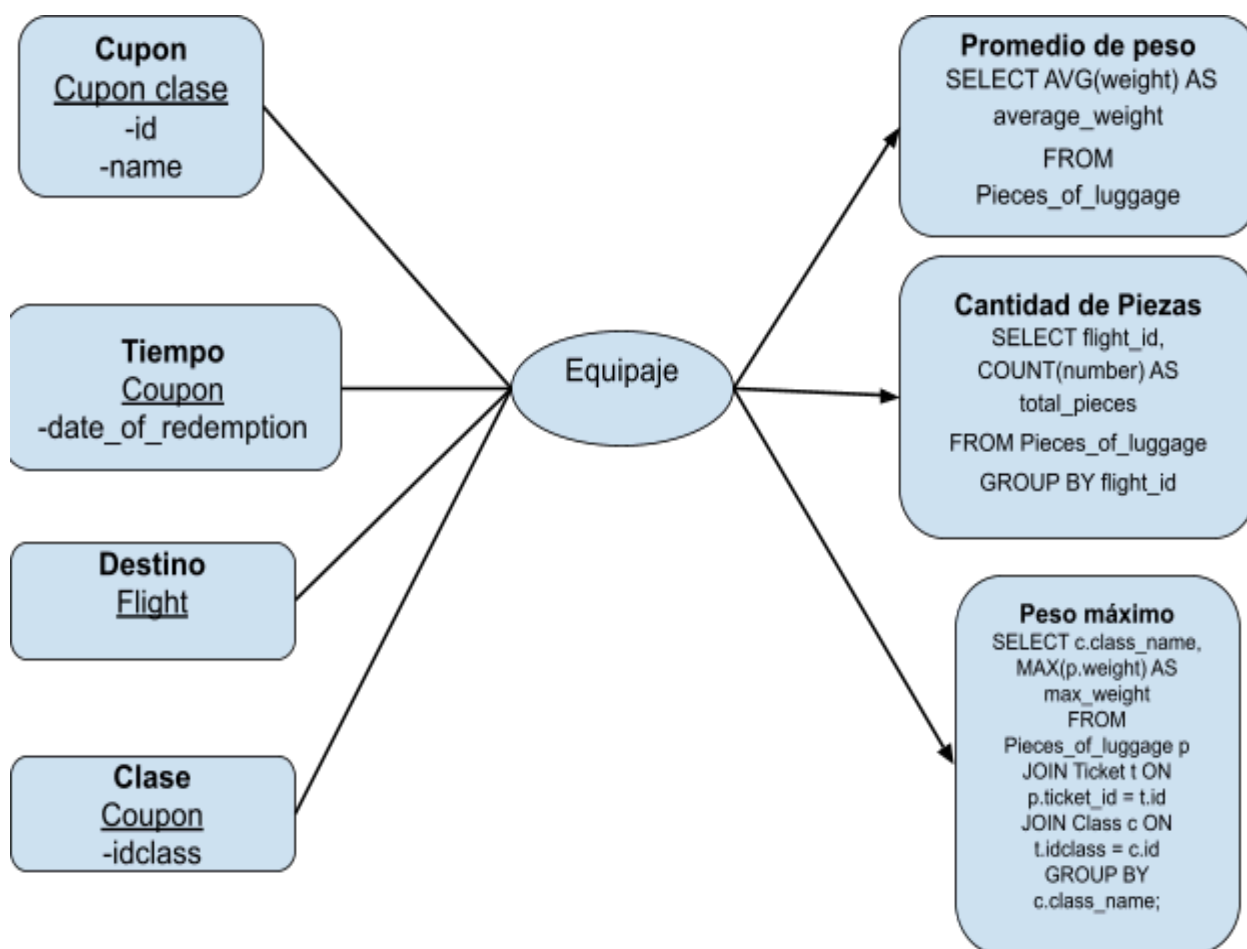 Cupon
Cupon clase
-id
-name
Tiempo
Coupon
-date_of_redemption
Destino
Flight
Clase
Coupon
-idclass
Equipaje
Promedio de peso
SELECT AVG(weight) AS
average_weight
FROM
Pieces_of_luggage
Cantidad de Piezas
SELECT flight_id,
COUNT(number) AS
total_pieces
FROM Pieces_of_luggage
GROUP BY flight_id
Peso máximo
SELECT c.class_name,
MAX(p.weight) AS
max_weight
FROM
Pieces_of_luggage p
JOIN Ticket t ON
p.ticket_id = t.id
JOIN Class c ON
t.idclass = c.id
GROUP BY
c.class_name;